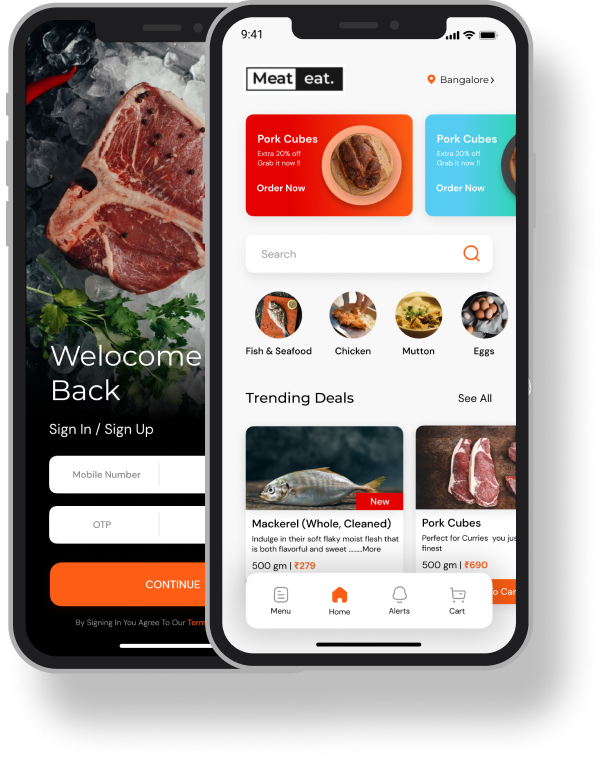 Welocome
Back
Sign In / Sign Up
Mobile Number
OTP
CONTINUE
By Signing In You Agree To Our Term
9:41
Meat eat.
Bangalore
Pork Cubes
Extra 20% off
Grab it now !!
Order Now
Pork Cubes
Extra 20% off
Grab it now !!
Order Now
Search
Fish & Seafood
Chicken
Mutton
Eggs
Trending Deals
See All
New
Mackerel (Whole, Cleaned)
Indulge in their soft flaky moist flesh that
is both flavorful and sweet ........More
500 gm | ₹279
Pork Cubes
Perfect for Curries you jus
finest
500 gm | ₹690
o Car
Menu
Home
Alerts
Cart